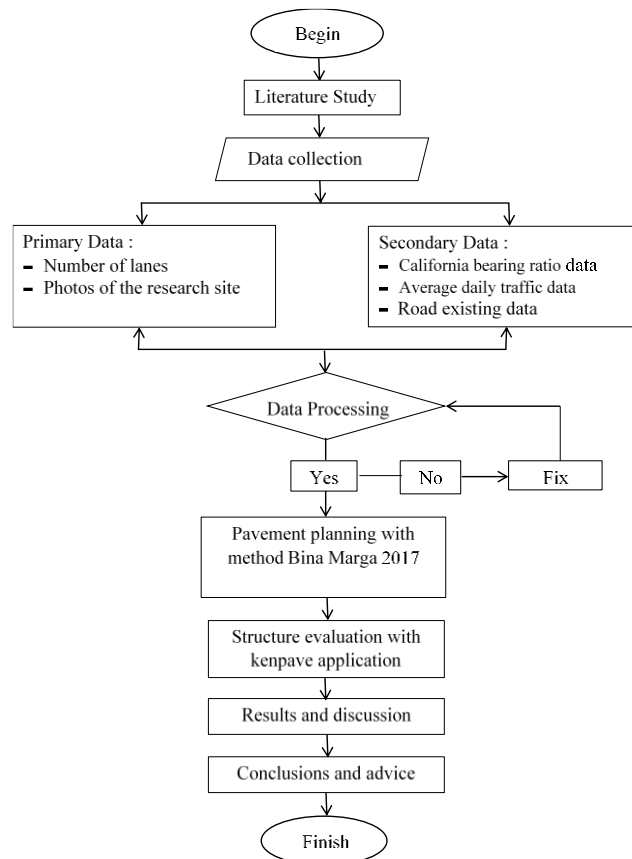 Begin
Literature Study
Data collection
Primary Data :
- Number of lanes
- Photos of the research site
Secondary Data :
- California bearing ratio data
- Average daily traffic data
- Road existing data
Data Processing
Yes
No
Fix
Pavement planning with
method Bina Marga 2017
Structure evaluation with
kenpave application
Results and discussion
Conclusions and advice
Finish